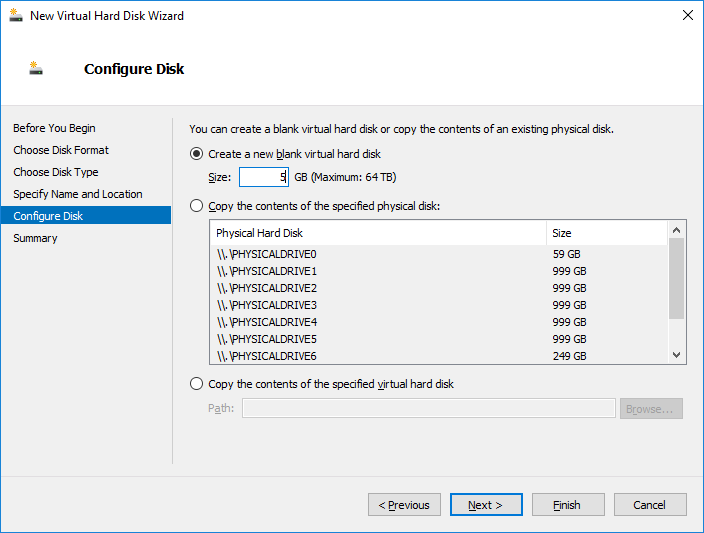 New Virtual Hard Disk Wizard
Configure Disk
Before You Begin
Choose Disk Format
Choose Disk Type
Specify Name and Location
Configure Disk
Summary
You can create a blank virtual hard disk or copy the contents of an existing physical disk.
Create a new blank virtual hard disk
Size: 5 GB (Maximum: 64 TB)
Copy the contents of the specified physical disk:
Physical Hard Disk Size
\\.\PHYSICALDRIVE0 59 GB
\\.\PHYSICALDRIVE1 999 GB
\\.\PHYSICALDRIVE2 999 GB
\\.\PHYSICALDRIVE3 999 GB
\\.\PHYSICALDRIVE4 999 GB
\\.\PHYSICALDRIVE5 999 GB
\\.\PHYSICALDRIVE6 249 GB
Copy the contents of the specified virtual hard disk
Path: Browse...
< Previous Next > Finish Cancel